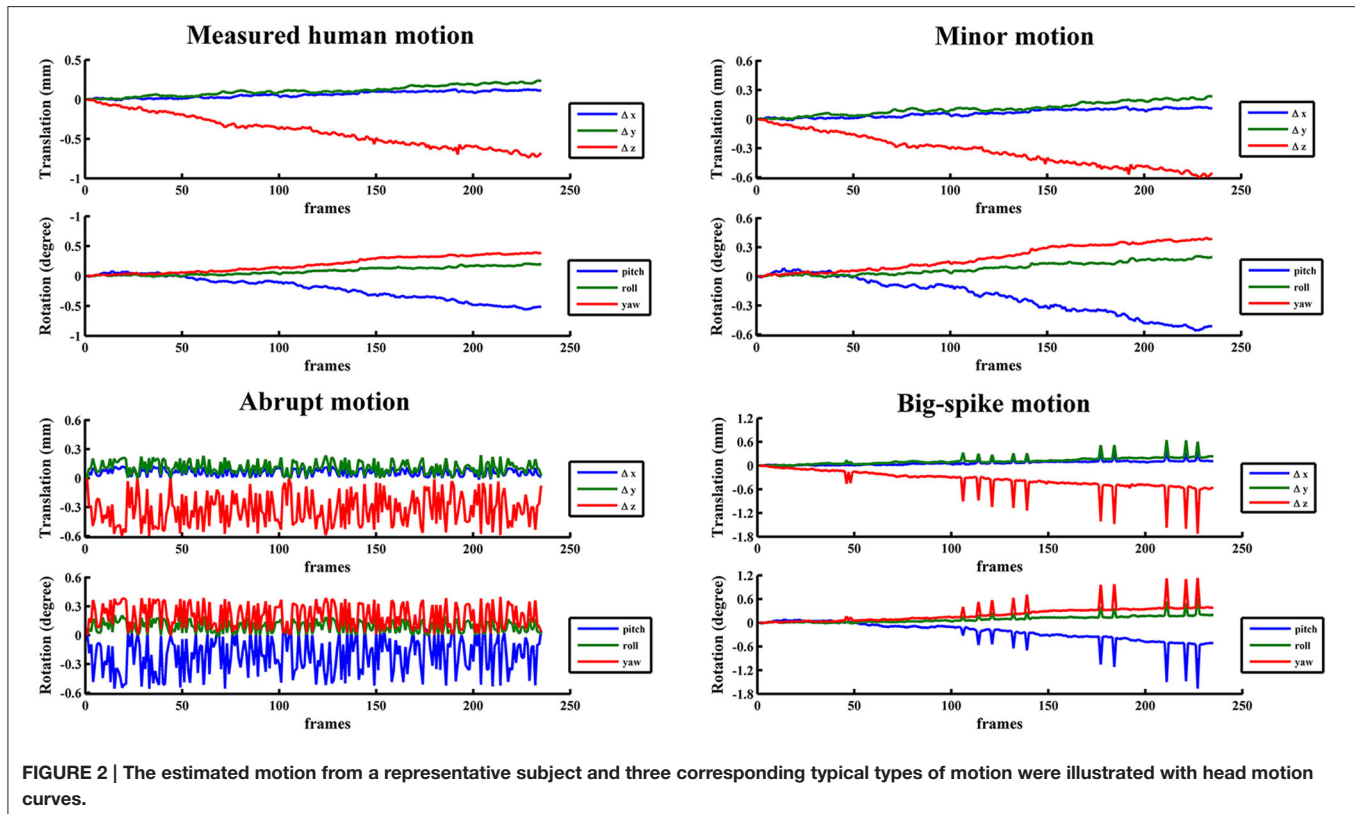 Measured human motion
Translation (mm)
0.5
0
-0.5
-1
0 50 100 150 200 250
frames
Δ x
Δ y
Δ z
Rotation (degree)
-1
0.5
0
-0.5
-1
0 50 100 150 200 250
frames
pitch
roll
yaw
Minor motion
Translation (mm)
0.6
0.3
0
-0.3
-0.6
0 50 100 150 200 250
frames
Δ x
Δ y
Δ z
Rotation (degree)
0.6
0.3
0
-0.3
-0.6
0 50 100 150 200 250
frames
pitch
roll
yaw
Abrupt motion
Translation (mm)
0.6
0.3
0
-0.3
-0.6
0 50 100 150 200 250
frames
Δ x
Δ y
Δ z
Rotation (degree)
0.6
0.3
0
-0.3
-0.6
0 50 100 150 200 250
frames
pitch
roll
yaw
Big-spike motion
Translation (mm)
1.2
0.6
0
-0.6
-1.2
-1.8
0 50 100 150 200 250
frames
Δ x
Δ y
Δ z
Rotation (degree)
1.2
0.6
0
-0.6
-1.2
-1.8
0 50 100 150 200 250
frames
pitch
roll
yaw
FIGURE 2 | The estimated motion from a representative subject and three corresponding typical types of motion were illustrated with head motion
curves.